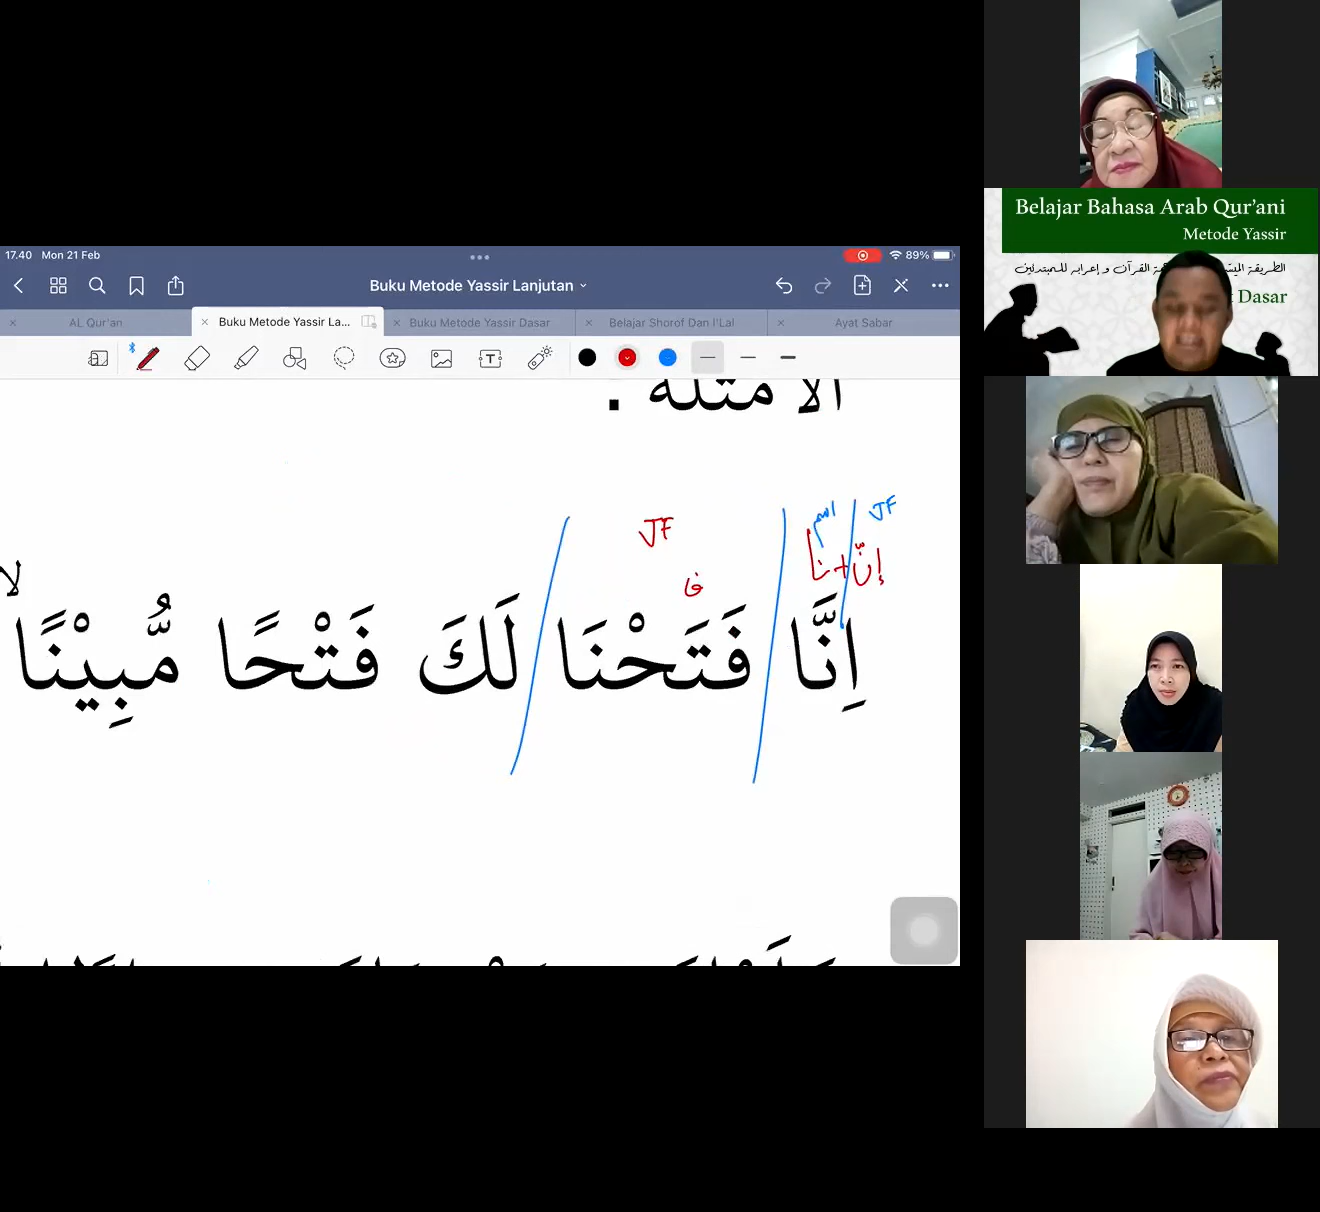 Belajar Bahasa Arab Qur'ani
Metode Yassir
Dasar
17.40 Mon 21 Feb
89%
Buku Metode Yassir Lanjutan
AL Qur'an
Buku Metode Yassir La...
Buku Metode Yassir Dasar
Belajar Shorof Dan I'Lal
Ayat Sabar
الأمثلة :
اسم
إنّ + نا
فا
اِنَّا فَتَحْنَا لَكَ فَتْحًا مُّبِيْنًا